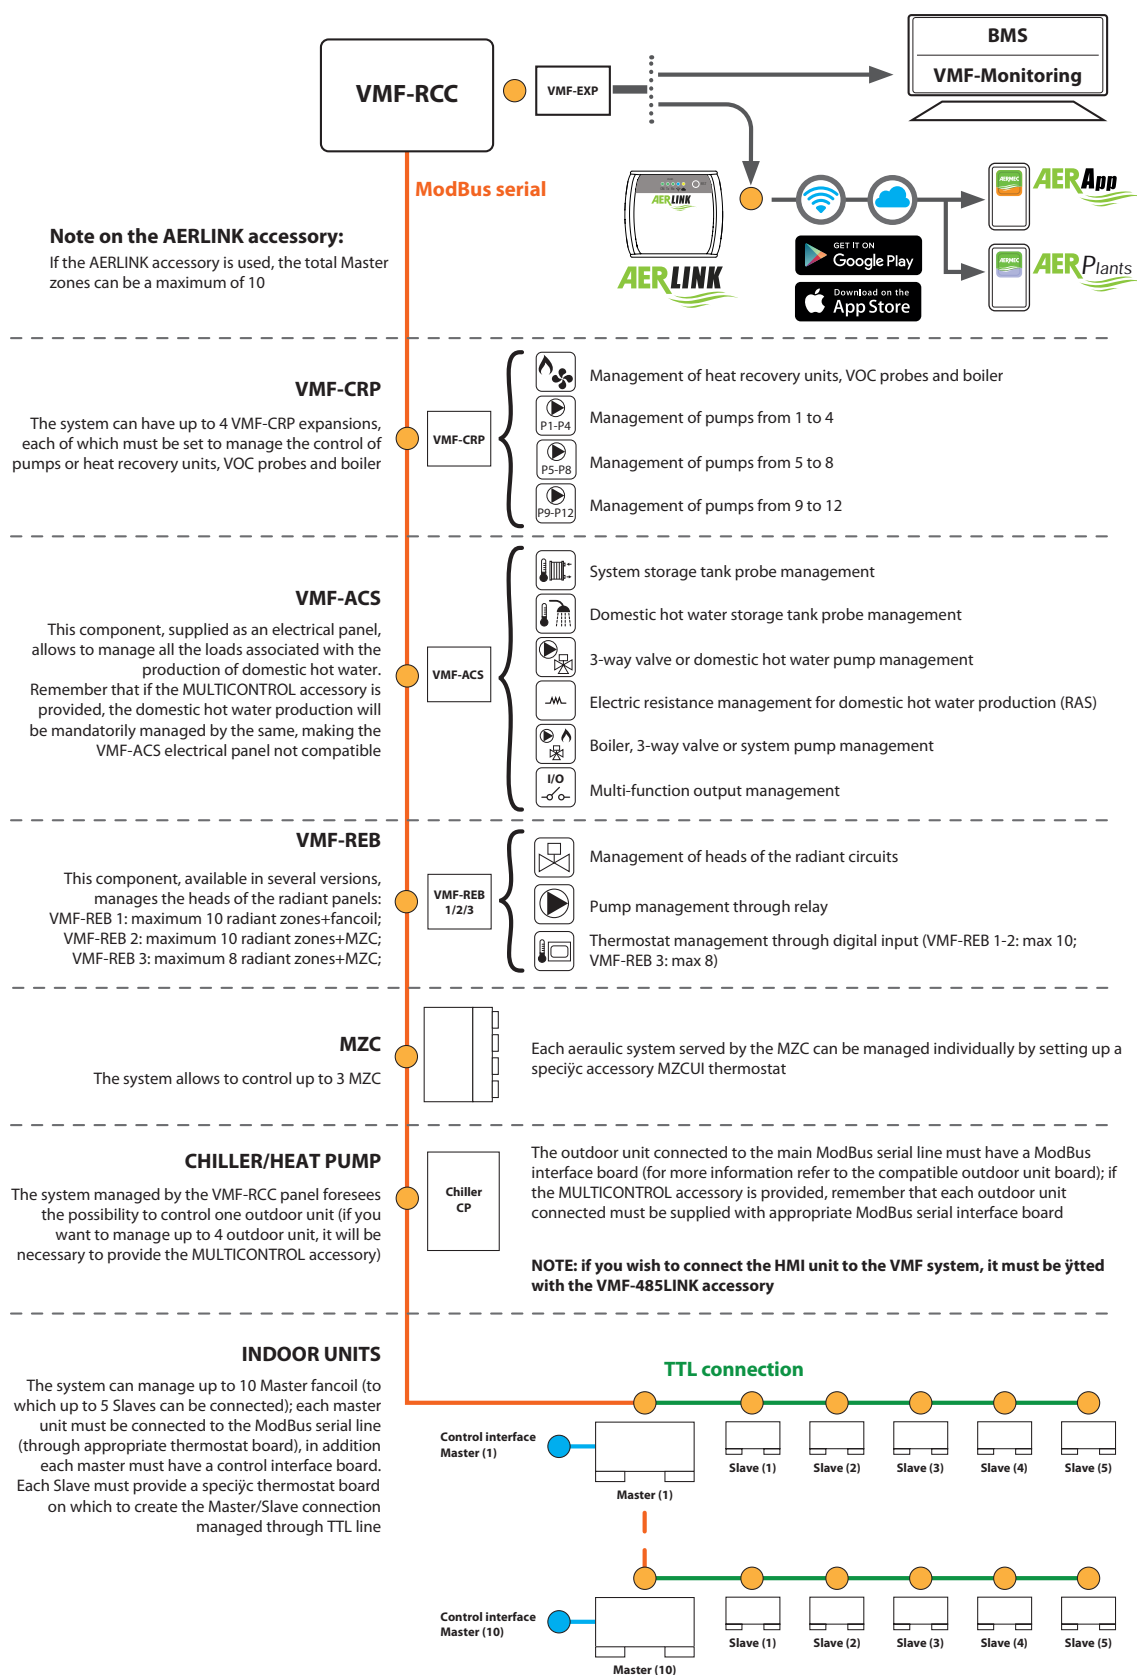 BMS
VMF-Monitoring
VMF-RCC
VMF-EXP
ModBus serial
AERLINK
AERLINK
AERMEC
AERApp
GET IT ON
Google Play
Download on the
App Store
AERMEC
AERPlants
Note on the AERLINK accessory:
If the AERLINK accessory is used, the total Master
zones can be a maximum of 10
VMF-CRP
The system can have up to 4 VMF-CRP expansions,
each of which must be set to manage the control of
pumps or heat recovery units, VOC probes and boiler
VMF-CRP
Management of heat recovery units, VOC probes and boiler
P1-P4
Management of pumps from 1 to 4
P5-P8
Management of pumps from 5 to 8
P9-P12
Management of pumps from 9 to 12
VMF-ACS
This component, supplied as an electrical panel,
allows to manage all the loads associated with the
production of domestic hot water.
Remember that if the MULTICONTROL accessory is
provided, the domestic hot water production will
be mandatorily managed by the same, making the
VMF-ACS electrical panel not compatible
VMF-ACS
System storage tank probe management
Domestic hot water storage tank probe management
3-way valve or domestic hot water pump management
Electric resistance management for domestic hot water production (RAS)
Boiler, 3-way valve or system pump management
I/O
Multi-function output management
VMF-REB
This component, available in several versions,
manages the heads of the radiant panels:
VMF-REB 1: maximum 10 radiant zones+fancoil;
VMF-REB 2: maximum 10 radiant zones+MZC;
VMF-REB 3: maximum 8 radiant zones+MZC;
VMF-REB
1/2/3
Management of heads of the radiant circuits
Pump management through relay
Thermostat management through digital input (VMF-REB 1-2: max 10;
VMF-REB 3: max 8)
MZC
The system allows to control up to 3 MZC
Each aeraulic system served by the MZC can be managed individually by setting up a
speciÿc accessory MZCUI thermostat
CHILLER/HEAT PUMP
The system managed by the VMF-RCC panel foresees
the possibility to control one outdoor unit (if you
want to manage up to 4 outdoor unit, it will be
necessary to provide the MULTICONTROL accessory)
Chiller
CP
The outdoor unit connected to the main ModBus serial line must have a ModBus
interface board (for more information refer to the compatible outdoor unit board); if
the MULTICONTROL accessory is provided, remember that each outdoor unit
connected must be supplied with appropriate ModBus serial interface board
NOTE: if you wish to connect the HMI unit to the VMF system, it must be ÿtted
with the VMF-485LINK accessory
INDOOR UNITS
The system can manage up to 10 Master fancoil (to
which up to 5 Slaves can be connected); each master
unit must be connected to the ModBus serial line
(through appropriate thermostat board), in addition
each master must have a control interface board.
Each Slave must provide a speciÿc thermostat board
on which to create the Master/Slave connection
managed through TTL line
TTL connection
Control interface
Master (1)
Master (1)
Slave (1)
Slave (2)
Slave (3)
Slave (4)
Slave (5)
Control interface
Master (10)
Master (10)
Slave (1)
Slave (2)
Slave (3)
Slave (4)
Slave (5)